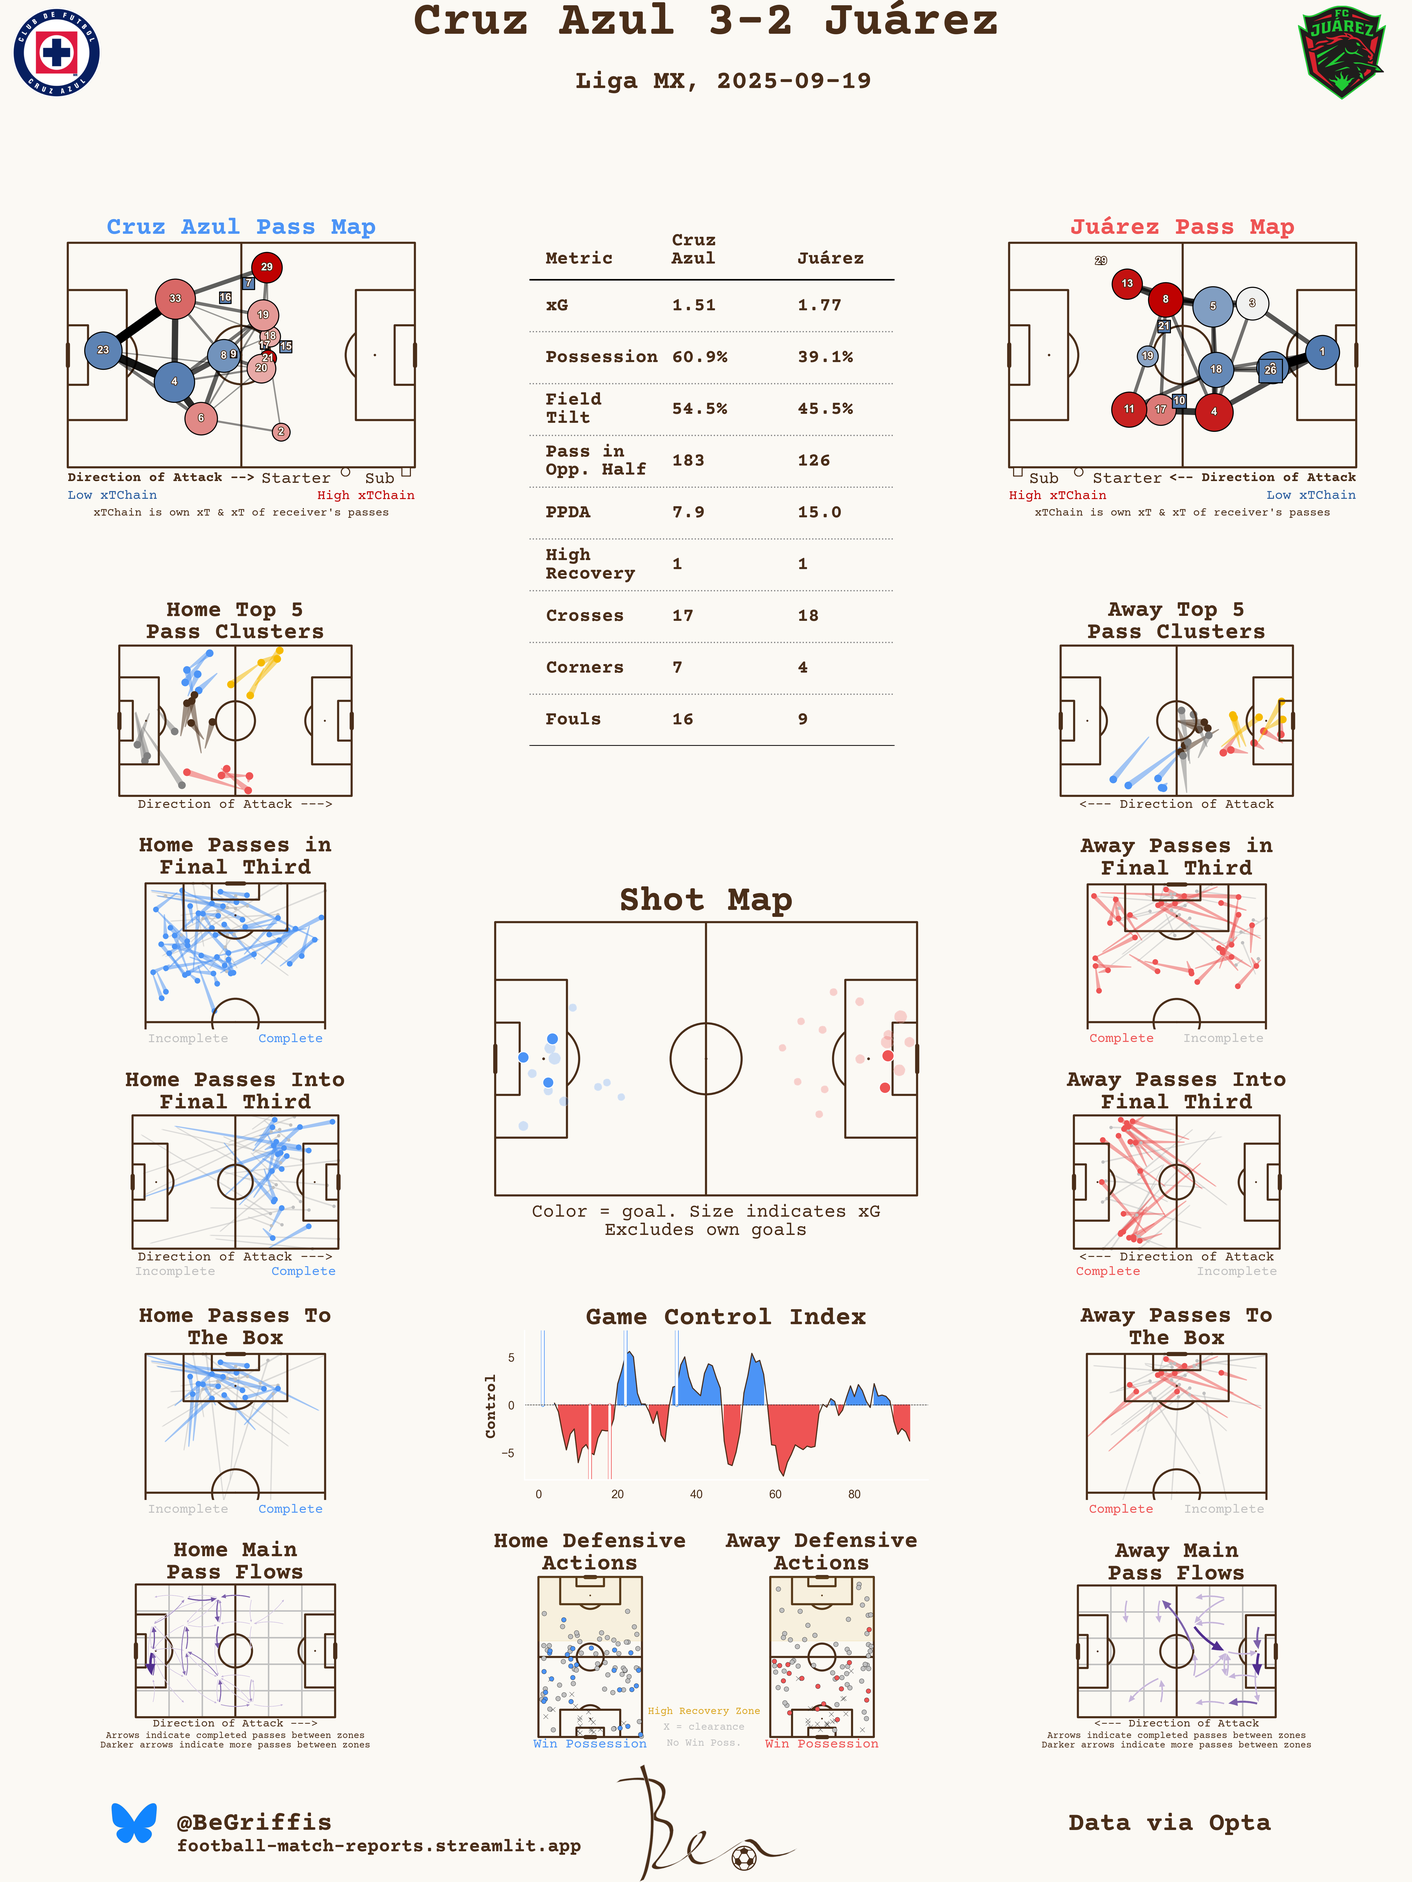 Cruz Azul 3-2 Juárez
Liga MX, 2025-09-19
CLUB DE FUTBOL
CRUZ AZUL
FC
JUÁREZ
Cruz Azul Pass Map
29
7
16
33
19
18
17
15
23
8
9
21
20
4
6
2
Direction of Attack --> Starter Sub
Low xTChain High xTChain
xTChain is own xT & xT of receiver's passes
Metric Cruz Azul Juárez
xG 1.51 1.77
Possession 60.9% 39.1%
Field Tilt 54.5% 45.5%
Pass in Opp. Half 183 126
PPDA 7.9 15.0
High Recovery 1 1
Crosses 17 18
Corners 7 4
Fouls 16 9
Juárez Pass Map
29
13
8
5
3
21
19
1
18
26
10
11
17
4
Sub Starter <-- Direction of Attack
High xTChain Low xTChain
xTChain is own xT & xT of receiver's passes
Home Top 5
Pass Clusters
Direction of Attack --->
Away Top 5
Pass Clusters
<--- Direction of Attack
Home Passes in
Final Third
Incomplete Complete
Away Passes in
Final Third
Complete Incomplete
Shot Map
Color = goal. Size indicates xG
Excludes own goals
Home Passes Into
Final Third
Direction of Attack --->
Incomplete Complete
Away Passes Into
Final Third
<--- Direction of Attack
Complete Incomplete
Home Passes To
The Box
Incomplete Complete
Game Control Index
Control
5
0
−5
0 20 40 60 80
Away Passes To
The Box
Complete Incomplete
Home Main
Pass Flows
Direction of Attack --->
Arrows indicate completed passes between zones
Darker arrows indicate more passes between zones
Home Defensive
Actions
Win Possession
High Recovery Zone
X = clearance
No Win Poss.
Away Defensive
Actions
Win Possession
Away Main
Pass Flows
<--- Direction of Attack
Arrows indicate completed passes between zones
Darker arrows indicate more passes between zones
@BeGriffis
football-match-reports.streamlit.app
Ben
Data via Opta